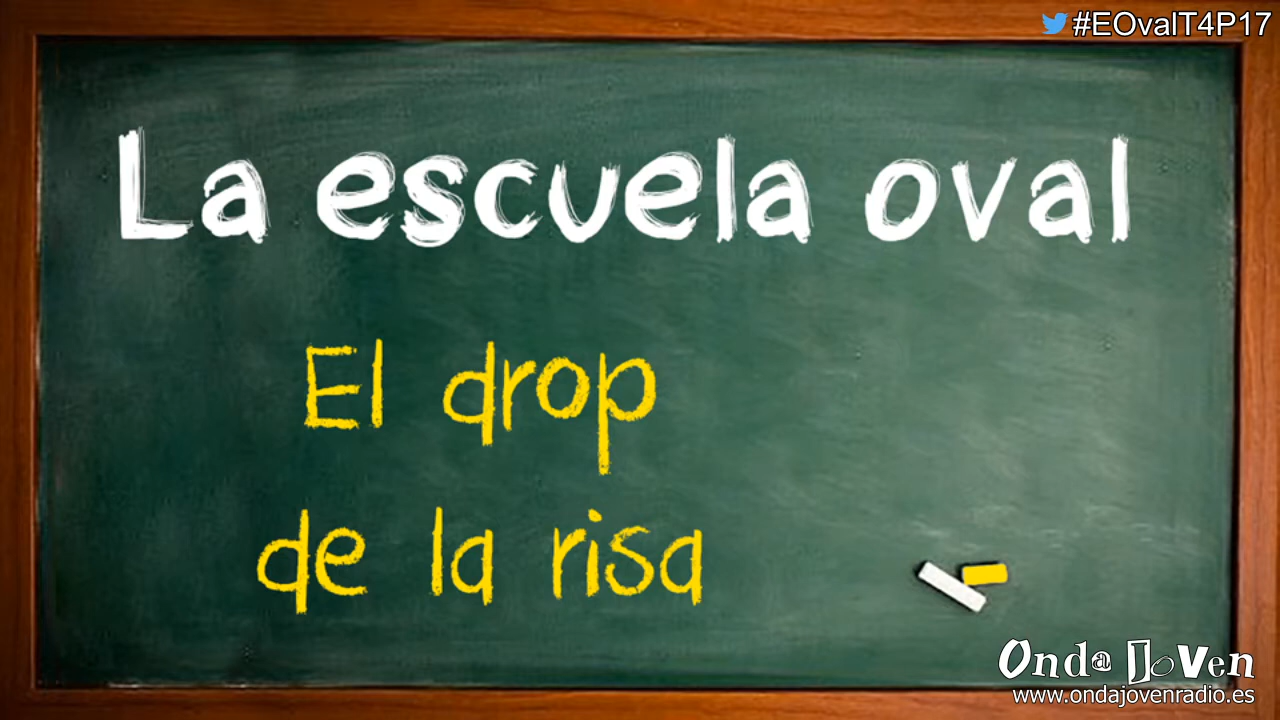 #EOvalT4P17
La escuela oval
El drop
de la risa
Onda Joven
www.ondajovenradio.es